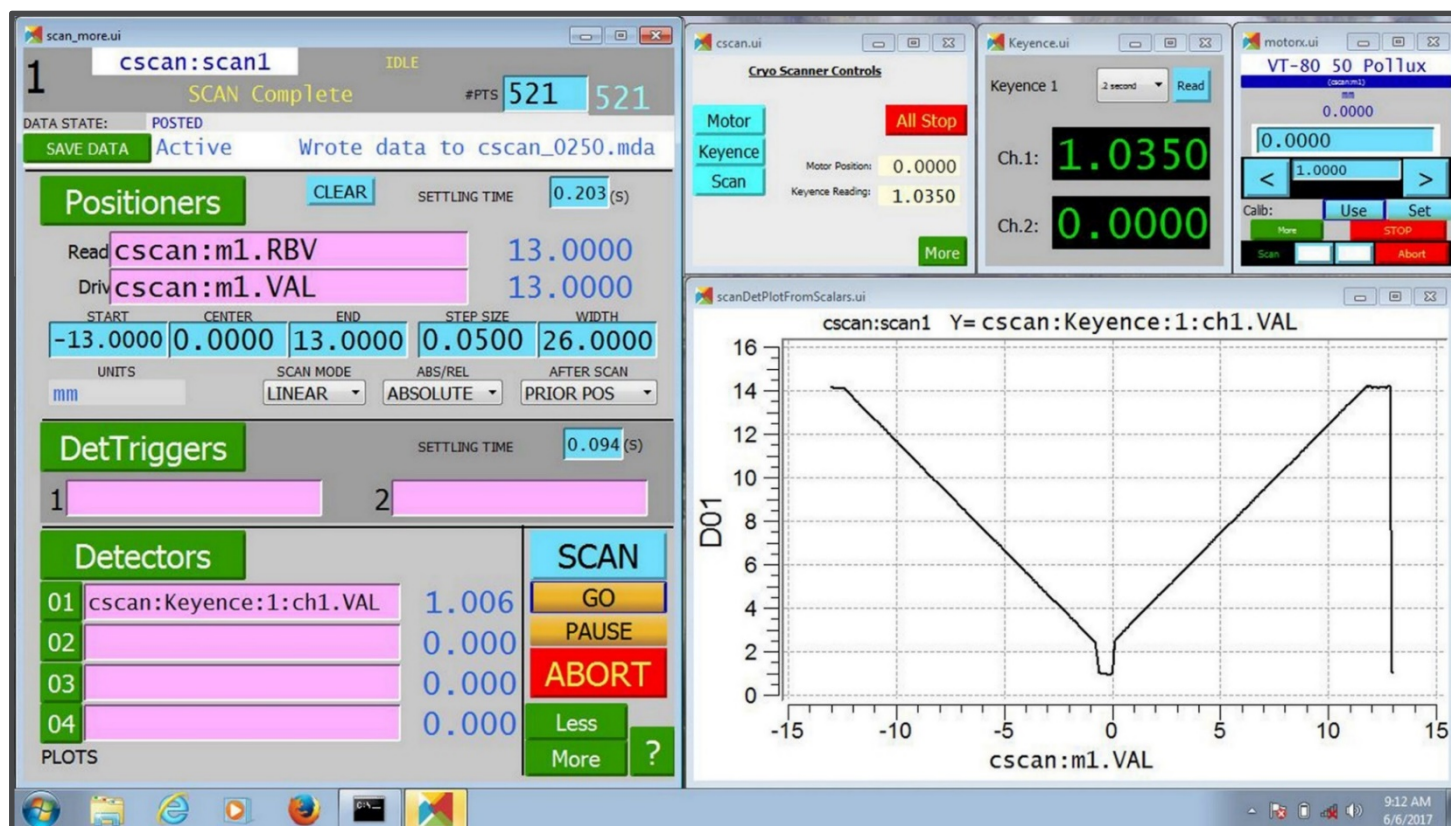 scan_more.ui
1 cscan:scan1 IDLE
SCAN Complete #PTS 521 521
DATA STATE: POSTED
SAVE DATA Active Wrote data to cscan_0250.mda
Positioners CLEAR SETTLING TIME 0.203 (S)
Read cscan:m1.RBV 13.0000
Driv cscan:m1.VAL 13.0000
START CENTER END STEP SIZE WIDTH
-13.0000 0.0000 13.0000 0.0500 26.0000
UNITS SCAN MODE ABS/REL AFTER SCAN
mm LINEAR ABSOLUTE PRIOR POS
DetTriggers SETTLING TIME 0.094 (S)
1 2
Detectors SCAN
01 cscan:Keyence:1:ch1.VAL 1.006 GO
02 0.000 PAUSE
03 0.000 ABORT
04 0.000 Less
PLOTS More ?
cscan.ui
Cryo Scanner Controls
Motor All Stop
Keyence Motor Position: 0.0000
Scan Keyence Reading: 1.0350
More
Keyence.ui
Keyence 1 .2 second Read
Ch.1: 1.0350
Ch.2: 0.0000
motorx.ui
VT-80 50 Pollux
(cscan:m1)
mm
0.0000
0.0000
< 1.0000 >
Calib: Use Set
More STOP
Scan Abort
scanDetPlotFromScalars.ui
cscan:scan1 Y= cscan:Keyence:1:ch1.VAL
16
14
12
10
8
6
4
2
0
D01
-15 -10 -5 0 5 10 15
cscan:m1.VAL
C:\_
9:12 AM
6/6/2017